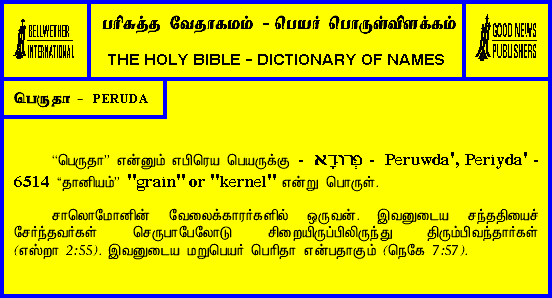 BELLWETHER
INTERNATIONAL
பரிசுத்த வேதாகமம் - பெயர் பொருள்விளக்கம்
THE HOLY BIBLE - DICTIONARY OF NAMES
GOOD NEWS
PUBLISHERS
பெருதா - PERUDA
“பெருதா” என்னும் எபிரெய பெயருக்கு - פְּרוּדָא - Peruwda', Periyda' -
6514 “தானியம்” "grain" or "kernel" என்று பொருள்.
சாலொமோனின் வேலைக்காரர்களில் ஒருவன். இவனுடைய சந்ததியைச்
சேர்ந்தவர்கள் செருபாபேலோடு சிறையிருப்பிலிருந்து திரும்பிவந்தார்கள்
(எஸ்றா 2:55). இவனுடைய மறுபெயர் பெரிதா என்பதாகும் (நெகே 7:57).